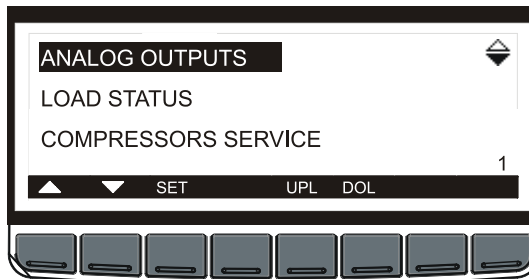 ANALOG OUTPUTS
LOAD STATUS
COMPRESSORS SERVICE
1
SET UPL DOL